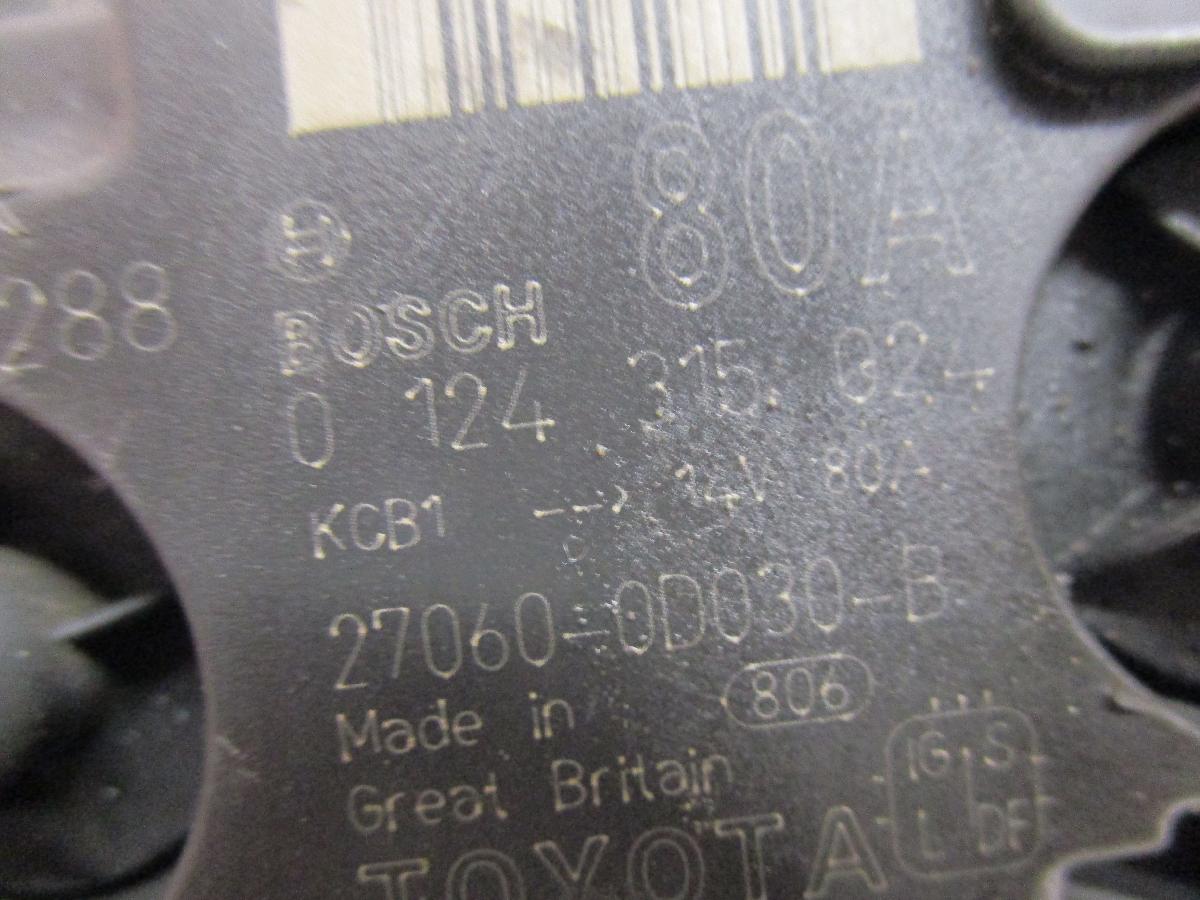 80A
288
BOSCH
0 124 315 024
KCB1 --> 14V 80A
27060-0D030-B
Made in 806
Great Britain
IG S
L DF
TOYOTA